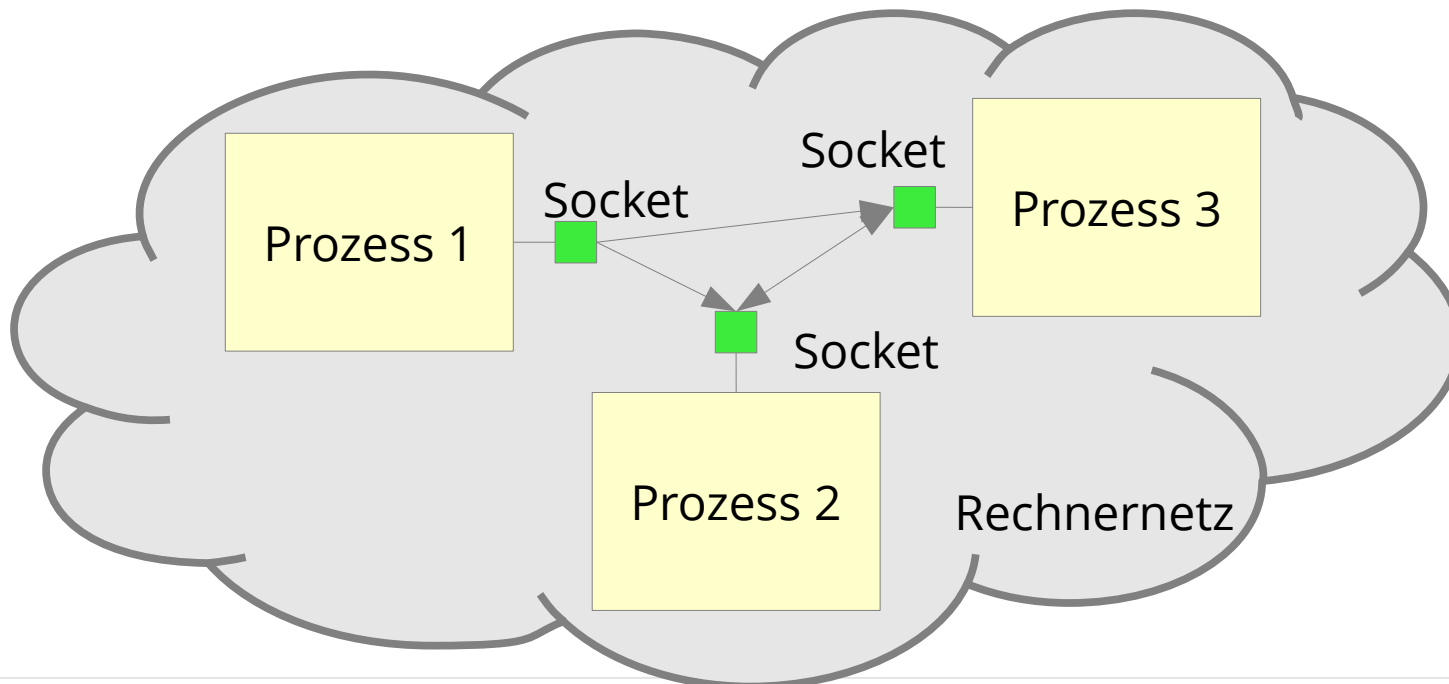 Socket
Prozess 3
Socket
Prozess 1
Socket
Prozess 2
Rechnernetz